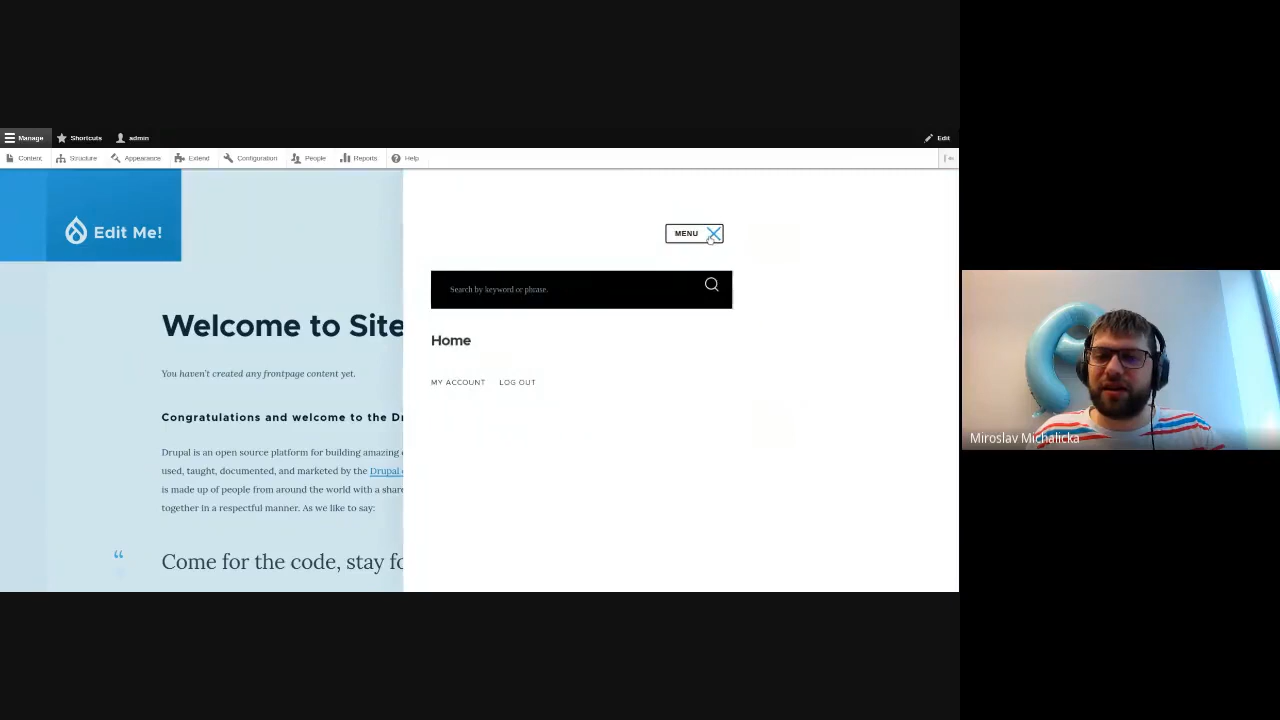 Manage Shortcuts admin Edit
Content Structure Appearance Extend Configuration People Reports Help
Edit Me!
MENU
Search by keyword or phrase.
Home
MY ACCOUNT LOG OUT
Welcome to Site
You haven't created any frontpage content yet.
Congratulations and welcome to the Dr
Drupal is an open source platform for building amazing
used, taught, documented, and marketed by the Drupal
is made up of people from around the world with a share
together in a respectful manner. As we like to say:
“
Come for the code, stay fo
Miroslav Michalicka